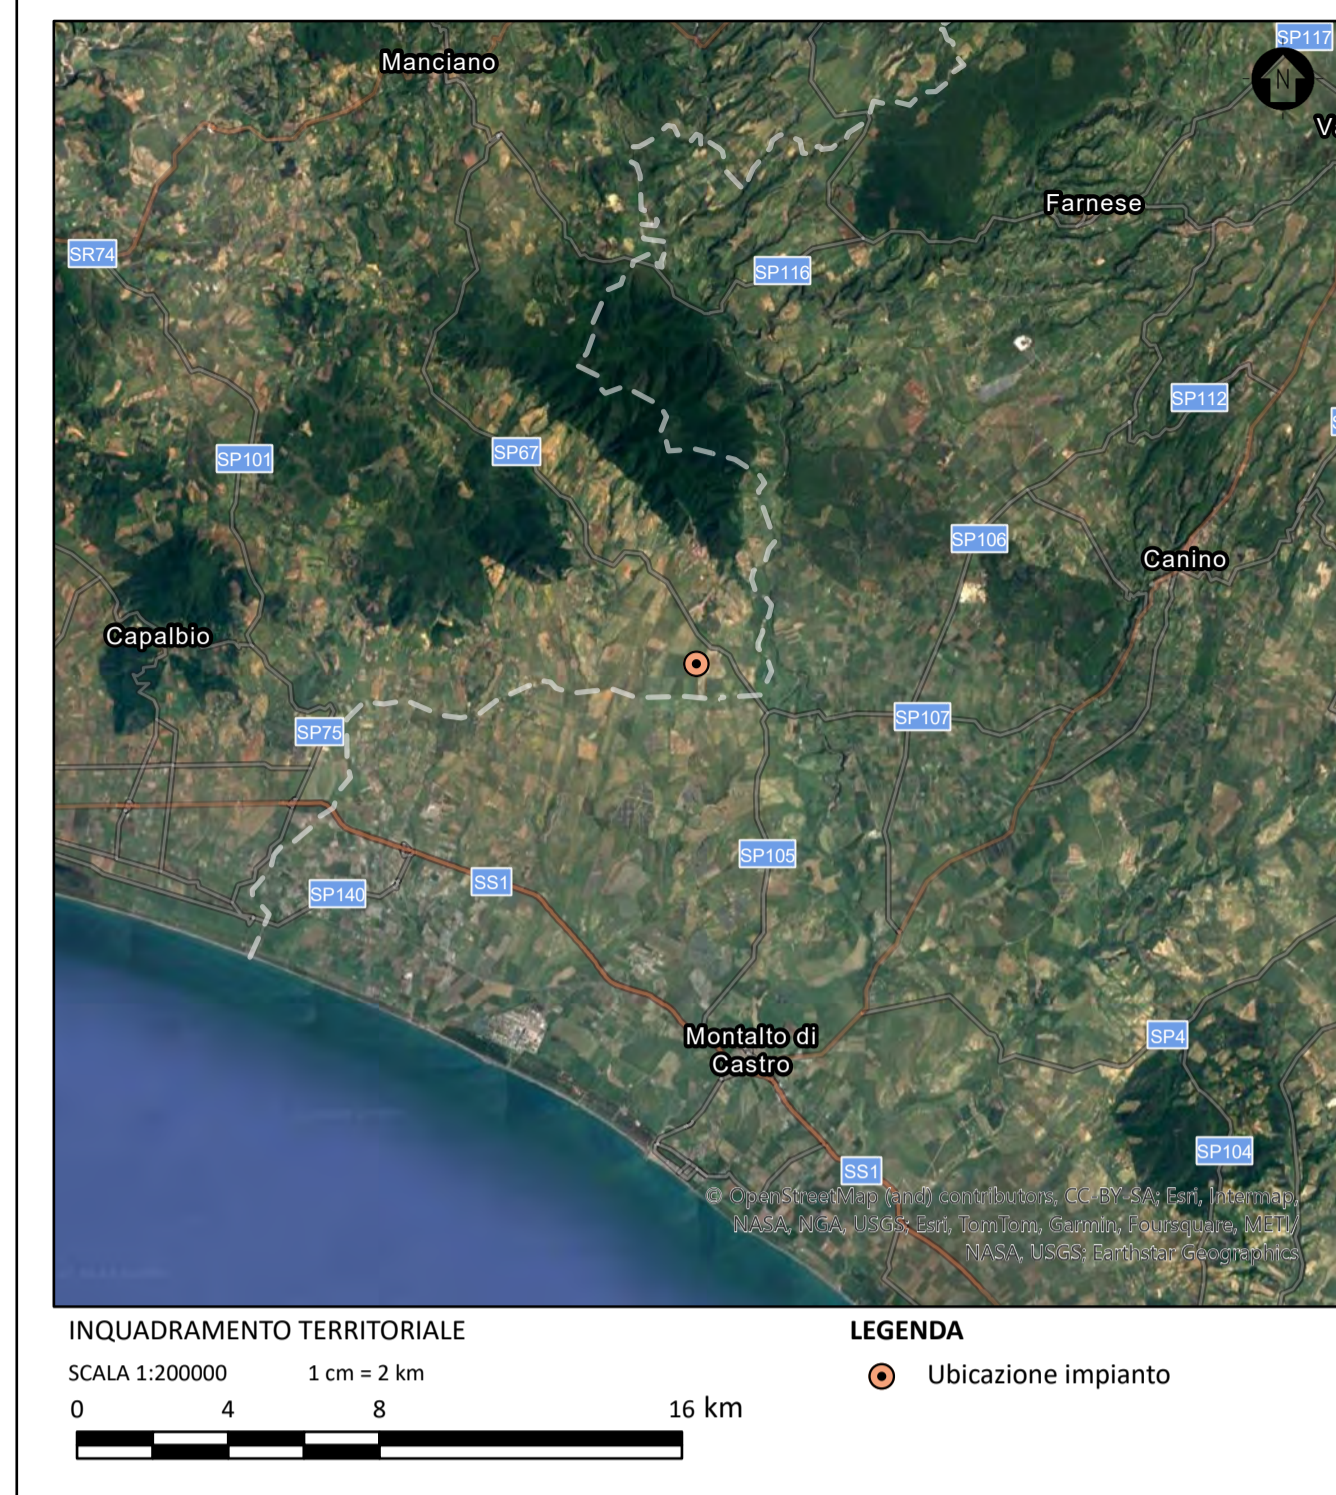 SP117
Manciano
N
V
Farnese
SR74
SP116
SP112
SP101
SP67
SP106
Canino
Capalbio
SP75
SP107
SP105
SS1
SP140
Montalto di
Castro
SP4
SP104
SS1
© OpenStreetMap (and) contributors, CC-BY-SA; Esri, Intermap,
NASA, NGA, USGS; Esri, TomTom, Garmin, Foursquare, METI/
NASA, USGS; Earthstar Geographics
INQUADRAMENTO TERRITORIALE
SCALA 1:200000 1 cm = 2 km
0 4 8 16 km
LEGENDA
Ubicazione impianto